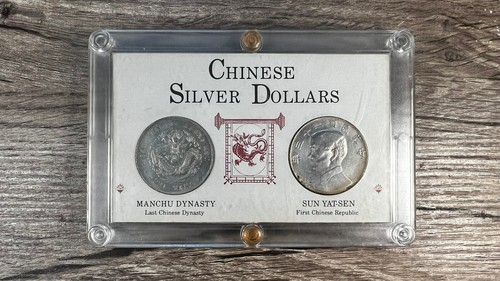 CHINESE
SILVER DOLLARS
MANCHU DYNASTY
Last Chinese Dynasty
SUN YAT-SEN
First Chinese Republic